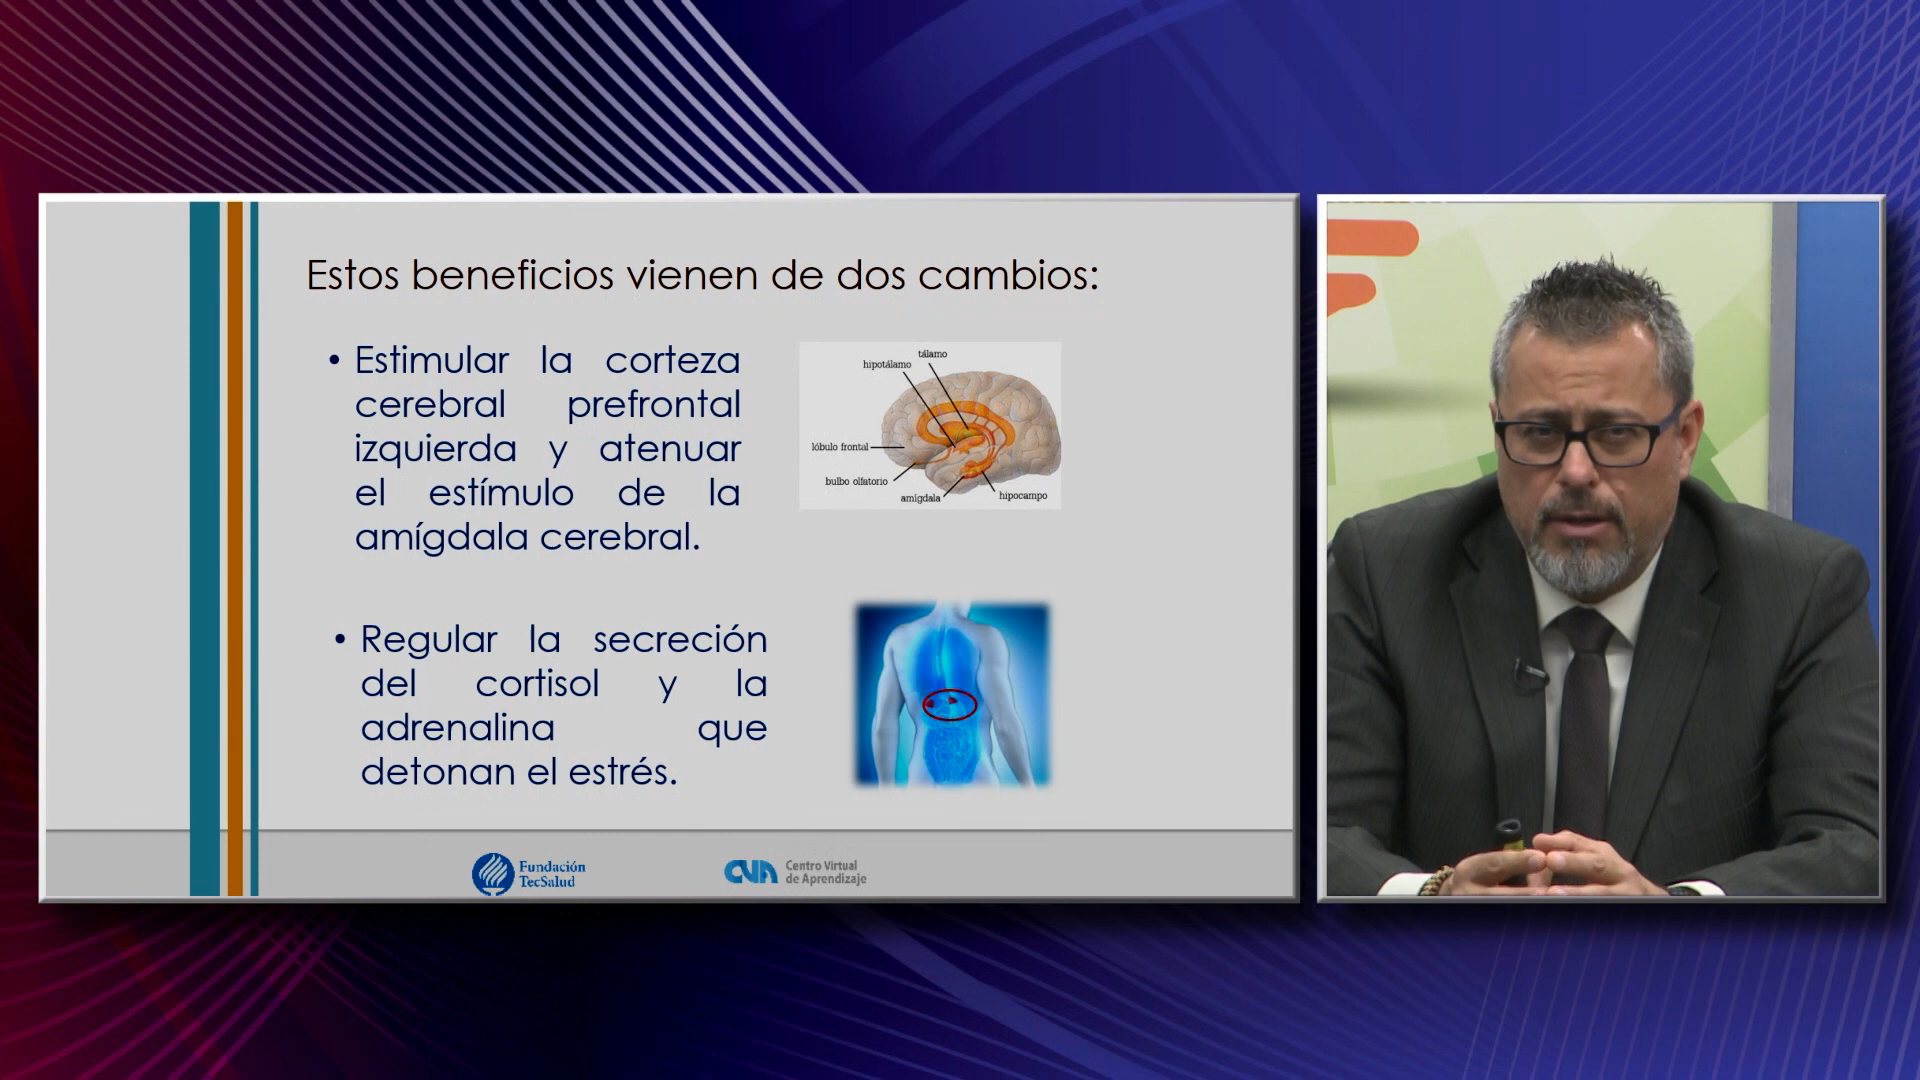 Estos beneficios vienen de dos cambios:
• Estimular la corteza
cerebral prefrontal
izquierda y atenuar
el estímulo de la
amígdala cerebral.
tálamo
hipotálamo
lóbulo frontal
bulbo olfatorio
amígdala
hipocampo
• Regular la secreción
del cortisol y la
adrenalina que
detonan el estrés.
Fundación
TecSalud
CVA
Centro Virtual
de Aprendizaje